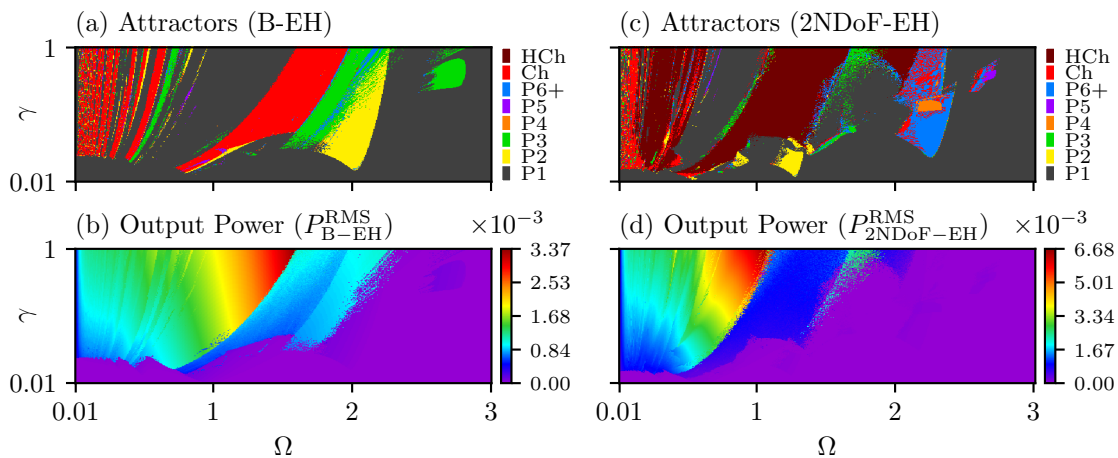 (a) Attractors (B-EH)
1
γ
0.01
HCh
Ch
P6+
P5
P4
P3
P2
P1
(c) Attractors (2NDoF-EH)
1
γ
0.01
HCh
Ch
P6+
P5
P4
P3
P2
P1
(b) Output Power (P^RMS_B−EH) ×10^−3
1
γ
0.01
0.01 1 2 3
Ω
3.37
2.53
1.68
0.84
0.00
(d) Output Power (P^RMS_2NDoF−EH) ×10^−3
1
γ
0.01
0.01 1 2 3
Ω
6.68
5.01
3.34
1.67
0.00